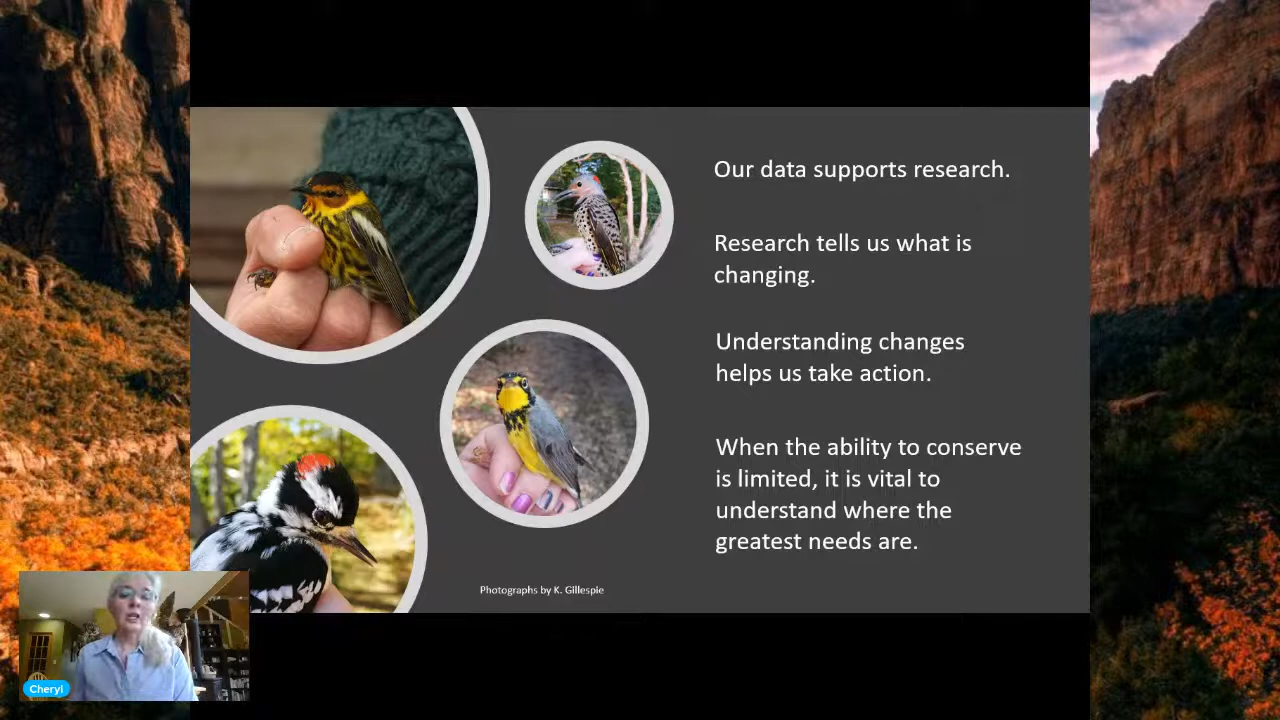 Our data supports research.
Research tells us what is
changing.
Understanding changes
helps us take action.
When the ability to conserve
is limited, it is vital to
understand where the
greatest needs are.
Photographs by K. Gillespie
Cheryl